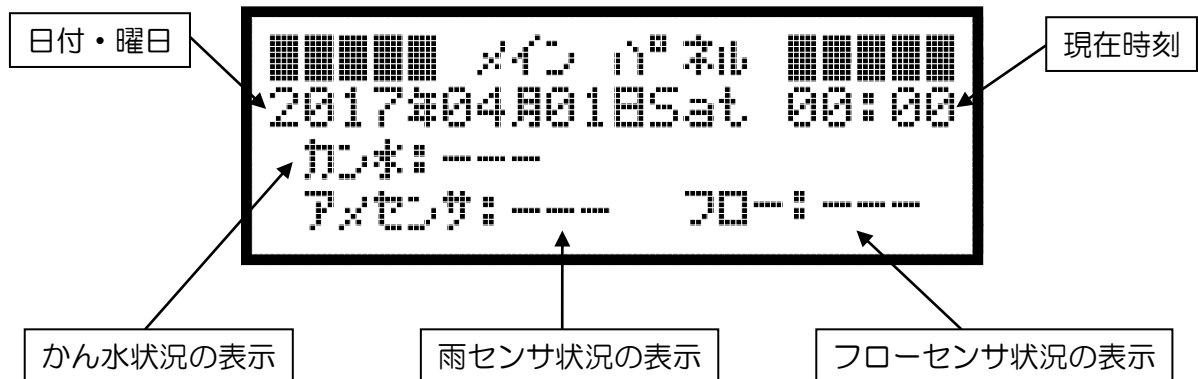 日付・曜日
メイン パネル
現在時刻
2017年04月01日Sat 00:00
カン水:---
アメセンサ:--- フロー:---
かん水状況の表示
雨センサ状況の表示
フローセンサ状況の表示